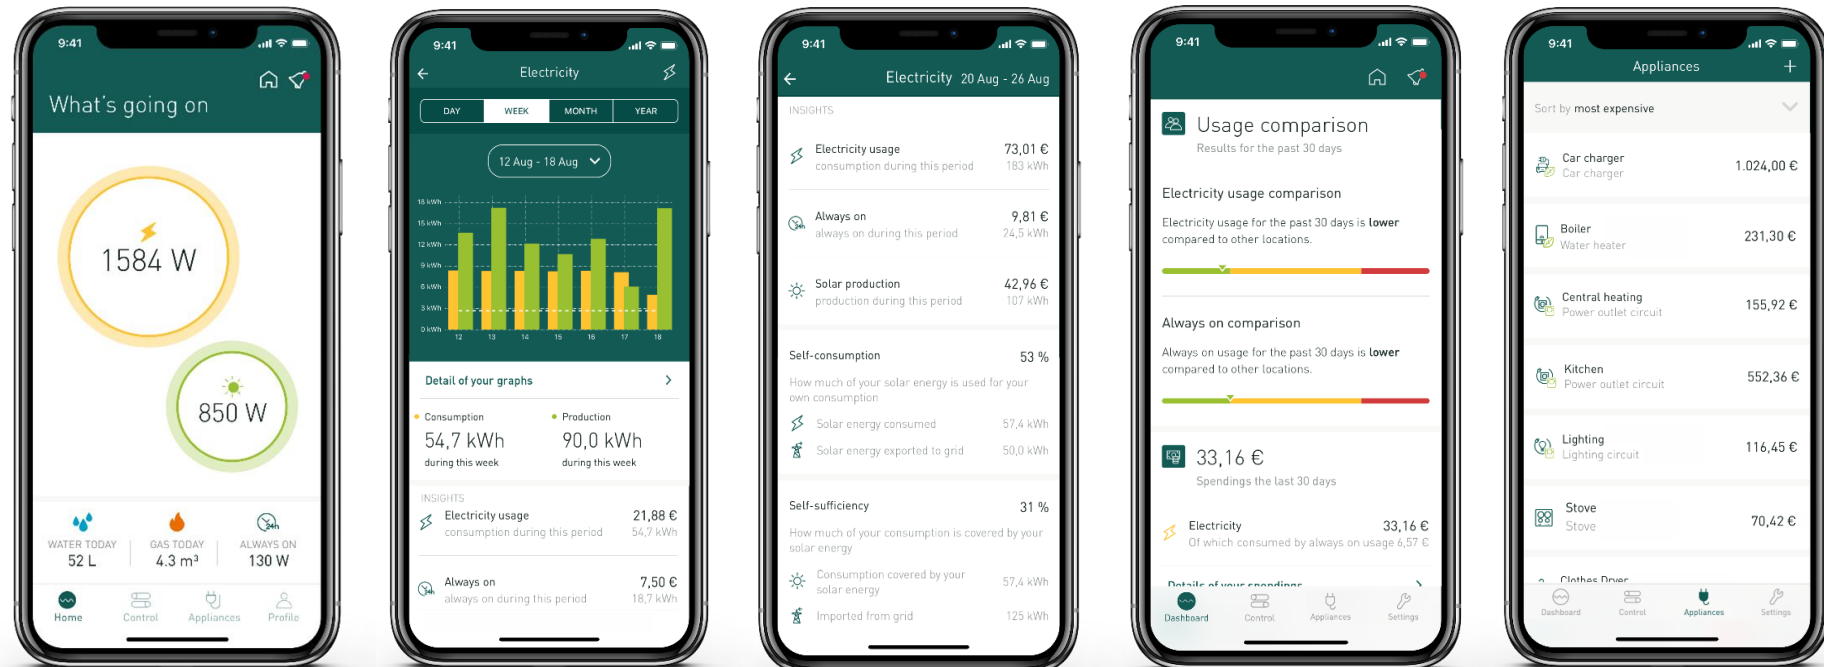 9:41
What's going on
1584 W
850 W
WATER TODAY
52 L
GAS TODAY
4.3 m³
24h
ALWAYS ON
130 W
Home
Control
Appliances
Profile
9:41
Electricity
DAY
WEEK
MONTH
YEAR
12 Aug - 18 Aug
18 kWh
15 kWh
12 kWh
9 kWh
6 kWh
3 kWh
0 kWh
12 13 14 15 16 17 18
Detail of your graphs
Consumption
54,7 kWh
during this week
Production
90,0 kWh
during this week
INSIGHTS
Electricity usage 21,88 €
consumption during this period 54,7 kWh
24h
Always on 7,50 €
always on during this period 18,7 kWh
9:41
Electricity 20 Aug - 26 Aug
INSIGHTS
Electricity usage 73,01 €
consumption during this period 183 kWh
24h
Always on 9,81 €
always on during this period 24,5 kWh
Solar production 42,96 €
production during this period 107 kWh
Self-consumption 53 %
How much of your solar energy is used for your
own consumption
Solar energy consumed 57,4 kWh
Solar energy exported to grid 50,0 kWh
Self-sufficiency 31 %
How much of your consumption is covered by your
solar energy
Consumption covered by your
solar energy 57,4 kWh
Imported from grid 125 kWh
9:41
Usage comparison
Results for the past 30 days
Electricity usage comparison
Electricity usage for the past 30 days is lower
compared to other locations.
Always on comparison
Always on usage for the past 30 days is lower
compared to other locations.
33,16 €
Spendings the last 30 days
Electricity 33,16 €
Of which consumed by always on usage 6,57 €
Details of your spendings
Dashboard
Control
Appliances
Settings
9:41
Appliances
Sort by most expensive
Car charger 1.024,00 €
Car charger
Boiler 231,30 €
Water heater
Central heating 155,92 €
Power outlet circuit
Kitchen 552,36 €
Power outlet circuit
Lighting 116,45 €
Lighting circuit
Stove 70,42 €
Stove
Clothes Dryer
Dashboard
Control
Appliances
Settings